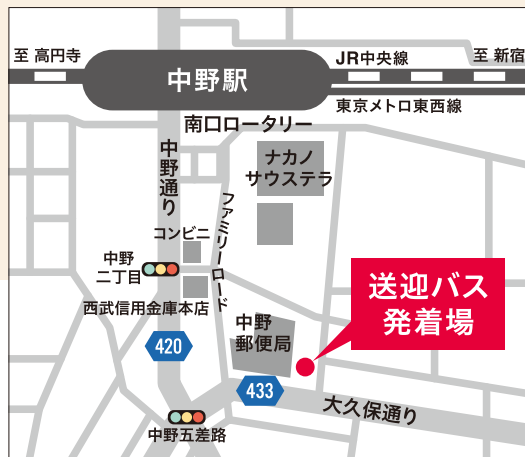 至 高円寺
中野駅
JR中央線
至 新宿
東京メトロ東西線
南口ロータリー
中野通り
ナカノ
サウステラ
ファミリーロード
コンビニ
中野
二丁目
西武信用金庫本店
送迎バス
発着場
中野
郵便局
420
433
大久保通り
中野五差路